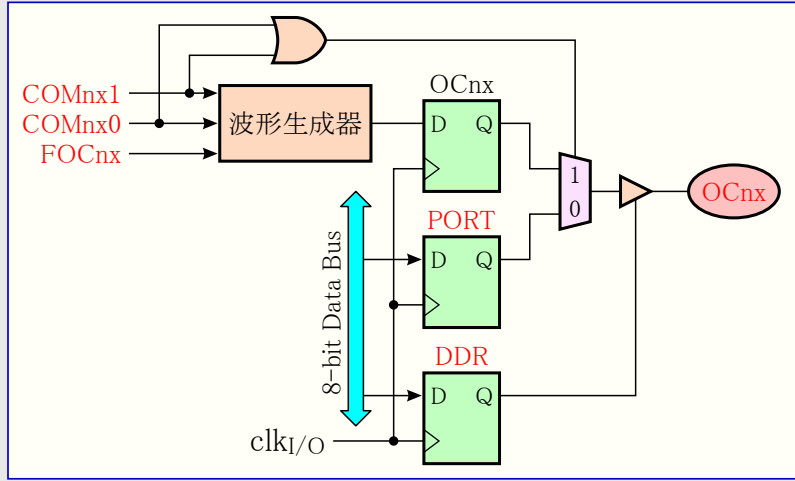 COMnx1
COMnx0
FOCnx
波形生成器
OCnx
D Q
1
0
OCnx
8-bit Data Bus
PORT
D Q
DDR
D Q
clkI/O